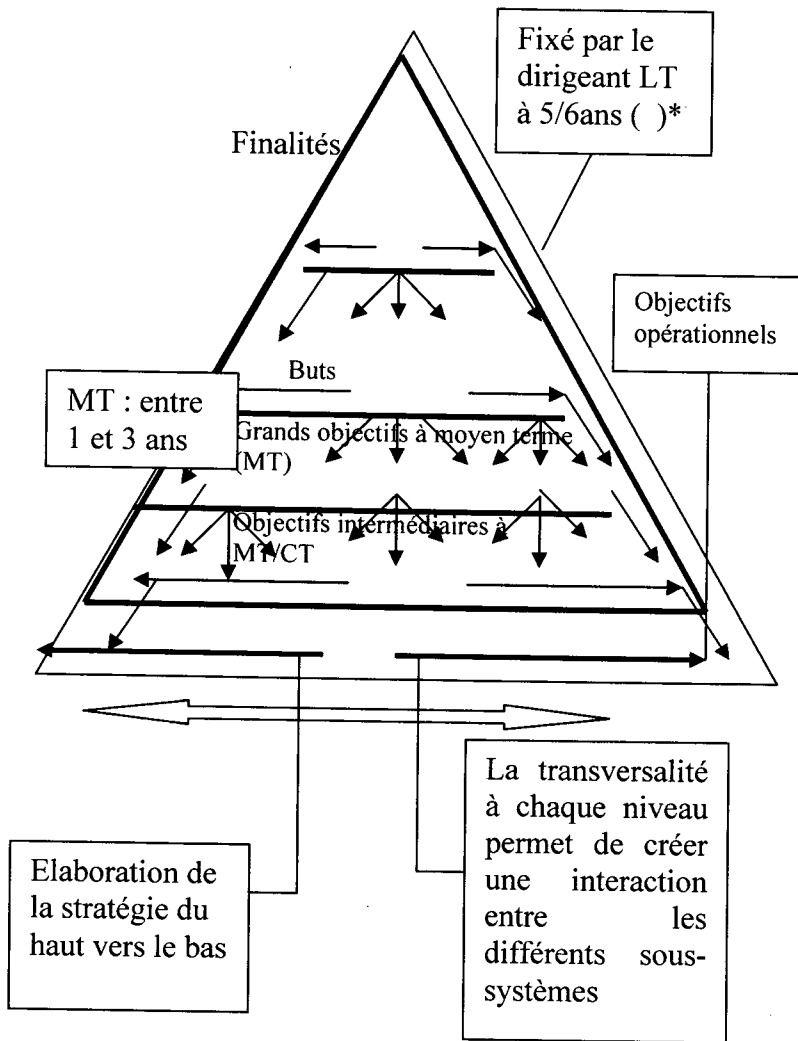 Fixé par le
dirigeant LT
à 5/6ans ( )*
Finalités
Objectifs
opérationnels
Buts
MT : entre
1 et 3 ans
Grands objectifs à moyen terme
(MT)
Objectifs intermédiaires à
MT/CT
La transversalité
à chaque niveau
permet de créer
une interaction
entre les
différents sous-
systèmes
Elaboration de
la stratégie du
haut vers le bas